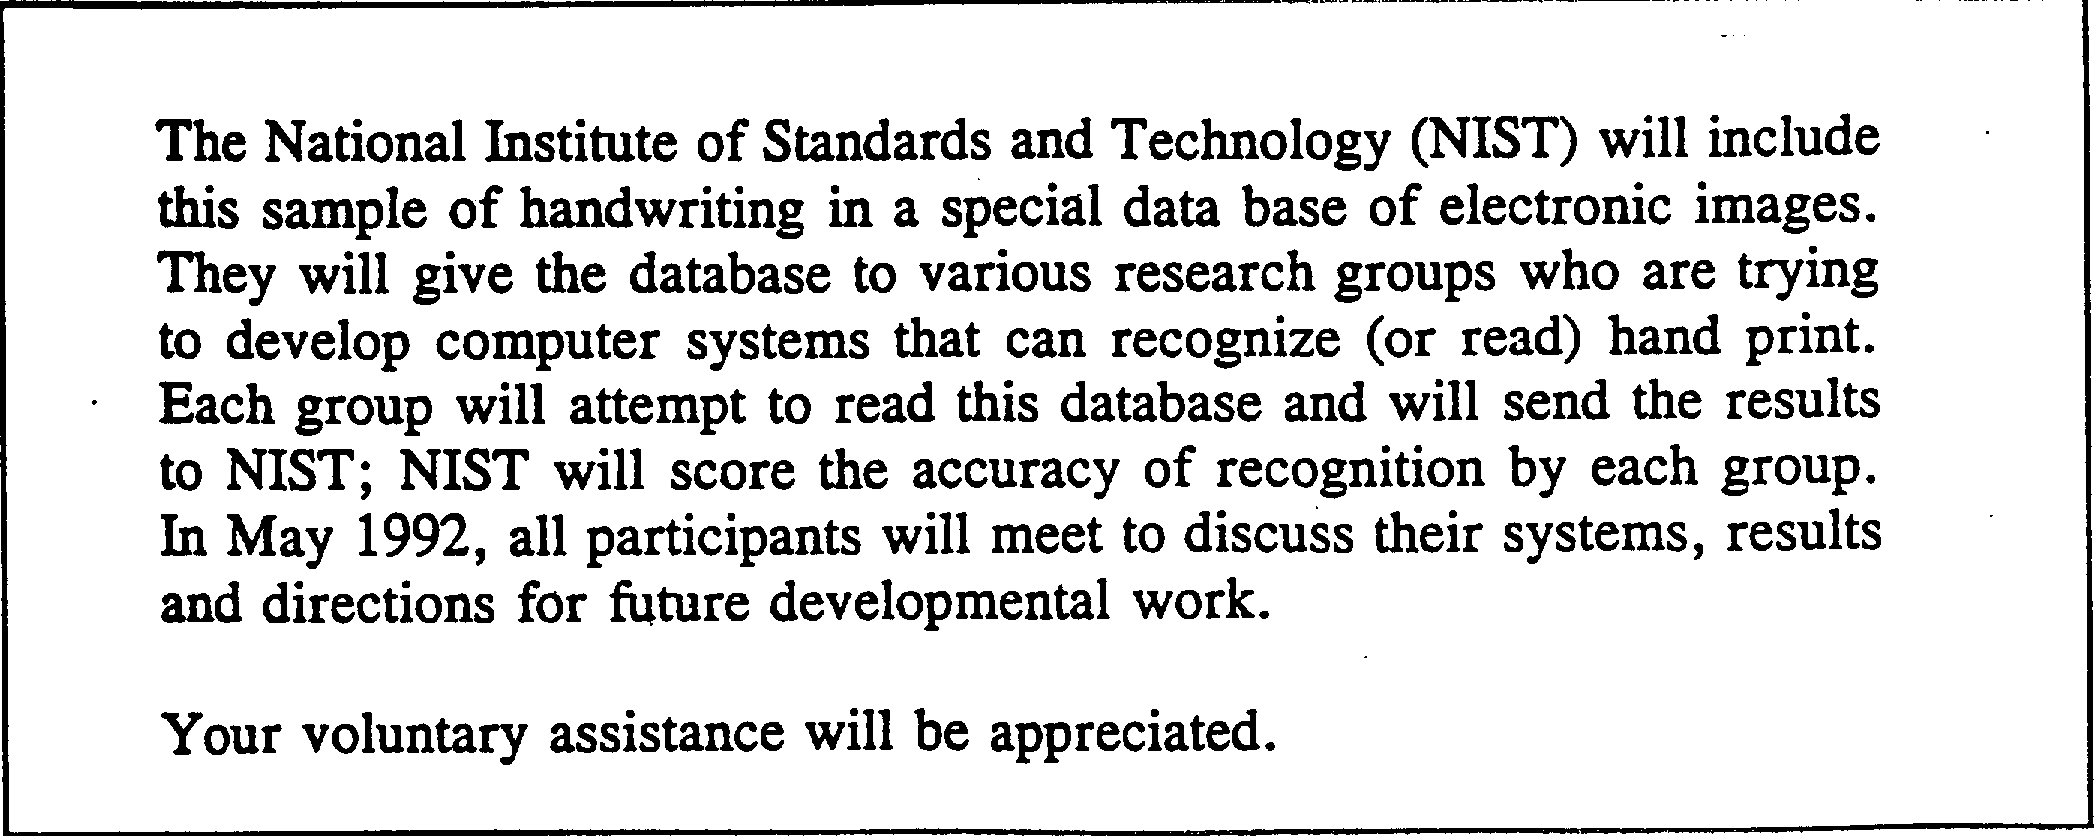 The National Institute of Standards and Technology (NIST) will include
this sample of handwriting in a special data base of electronic images.
They will give the database to various research groups who are trying
to develop computer systems that can recognize (or read) hand print.
Each group will attempt to read this database and will send the results
to NIST; NIST will score the accuracy of recognition by each group.
In May 1992, all participants will meet to discuss their systems, results
and directions for future developmental work.
Your voluntary assistance will be appreciated.